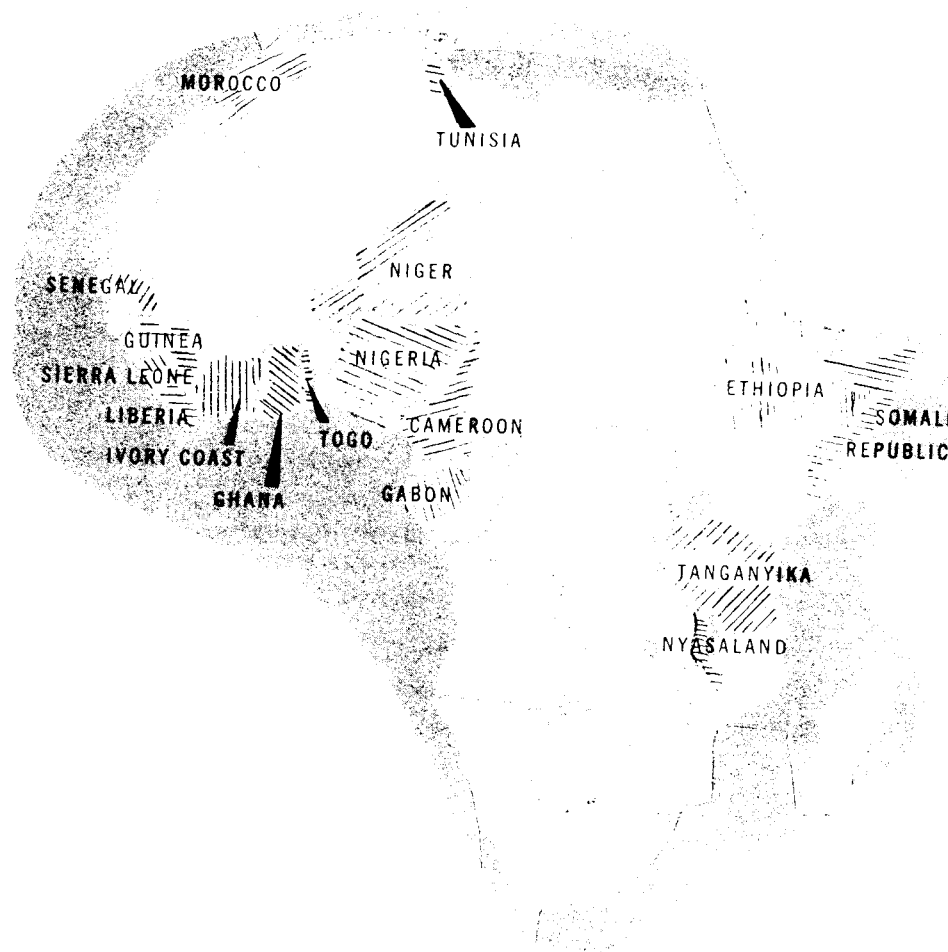 MOROCCO
TUNISIA
NIGER
SENEGAL
GUINEA
NIGERIA
SIERRA LEONE
ETHIOPIA
LIBERIA
SOMALI
REPUBLIC
CAMEROON
TOGO
IVORY COAST
GHANA
GABON
TANGANYIKA
NYASALAND